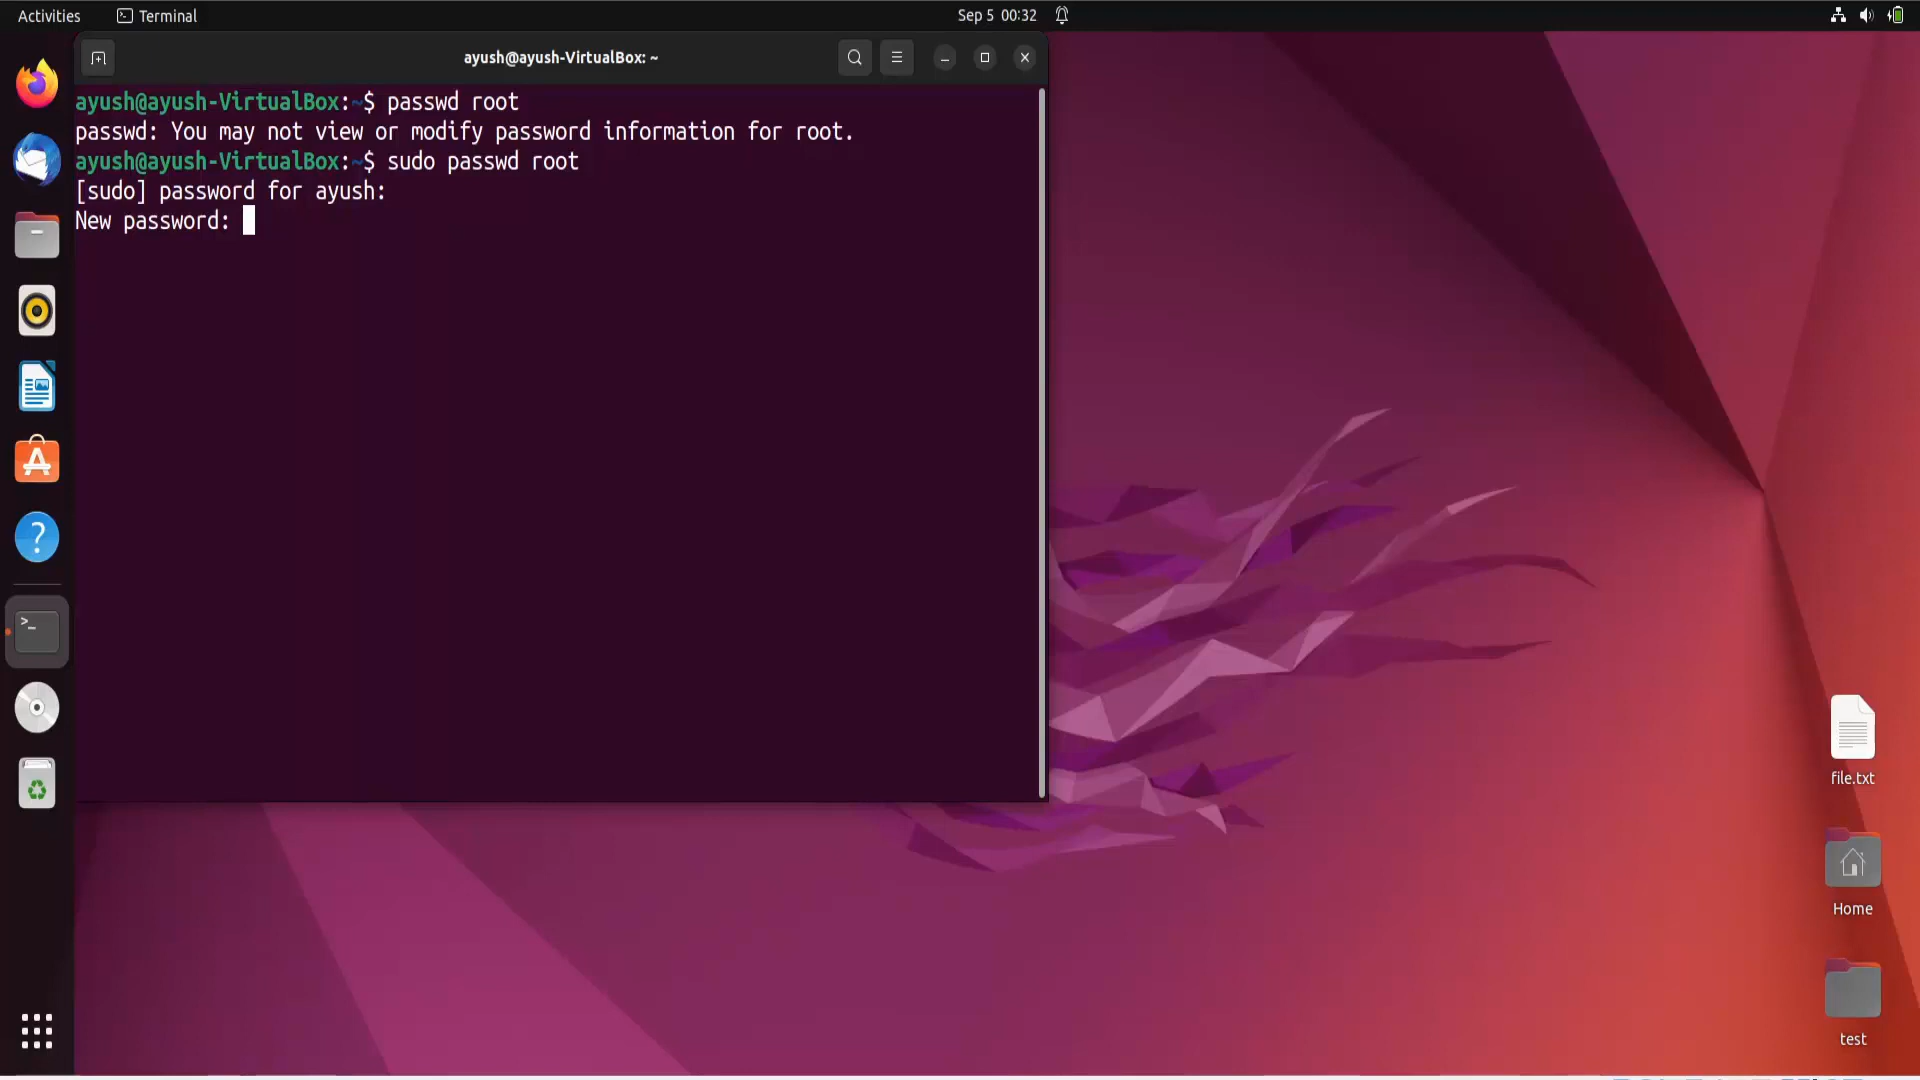 Activities
Terminal
Sep 5 00:32
ayush@ayush-VirtualBox: ~
ayush@ayush-VirtualBox:~$ passwd root
passwd: You may not view or modify password information for root.
ayush@ayush-VirtualBox:~$ sudo passwd root
[sudo] password for ayush:
New password:
file.txt
Home
test